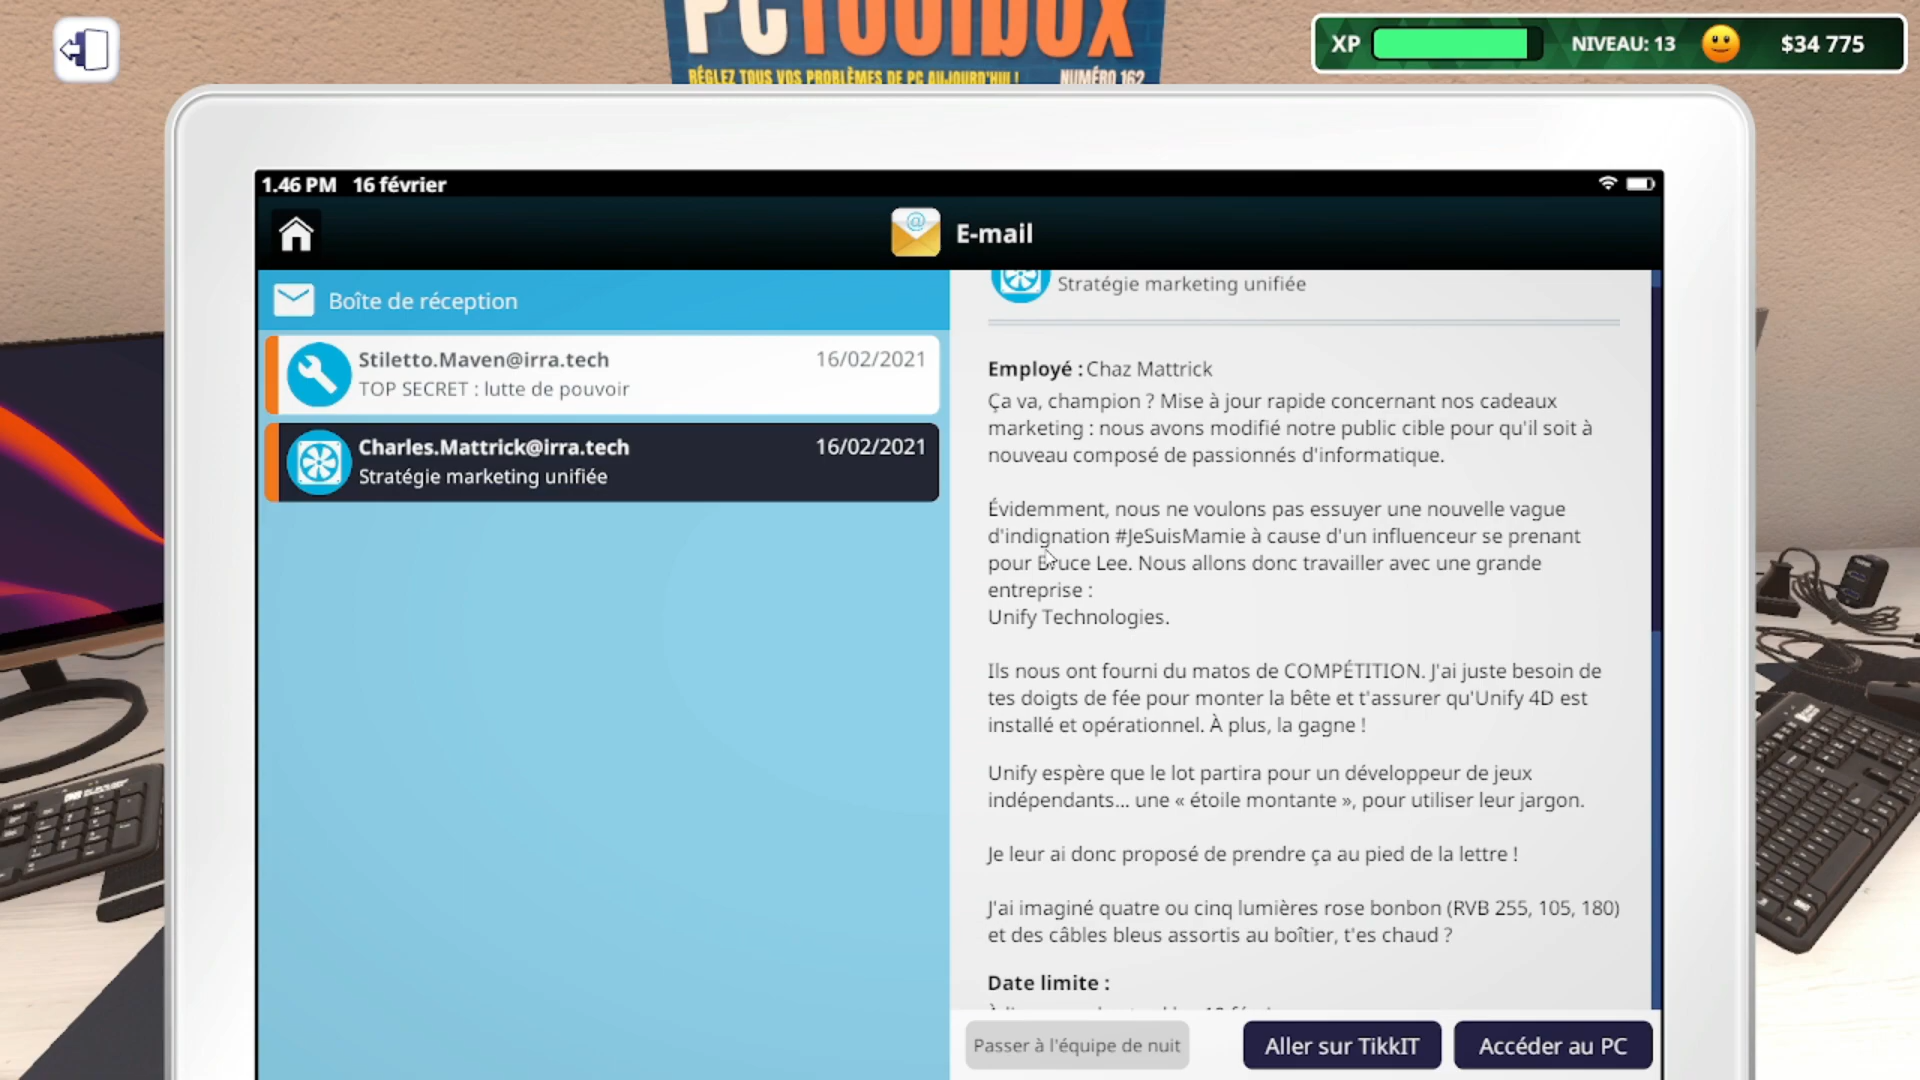 PCTOOLBOX
RÉGLEZ TOUS VOS PROBLÈMES DE PC AUJOURD'HUI !
NUMÉRO 162
XP
NIVEAU: 13
$34 775
1.46 PM 16 février
E-mail
Boîte de réception
Stiletto.Maven@irra.tech
16/02/2021
TOP SECRET : lutte de pouvoir
Charles.Mattrick@irra.tech
16/02/2021
Stratégie marketing unifiée
Stratégie marketing unifiée
Employé : Chaz Mattrick
Ça va, champion ? Mise à jour rapide concernant nos cadeaux
marketing : nous avons modifié notre public cible pour qu'il soit à
nouveau composé de passionnés d'informatique.
Évidemment, nous ne voulons pas essuyer une nouvelle vague
d'indignation #JeSuisMamie à cause d'un influenceur se prenant
pour Bruce Lee. Nous allons donc travailler avec une grande
entreprise :
Unify Technologies.
Ils nous ont fourni du matos de COMPÉTITION. J'ai juste besoin de
tes doigts de fée pour monter la bête et t'assurer qu'Unify 4D est
installé et opérationnel. À plus, la gagne !
Unify espère que le lot partira pour un développeur de jeux
indépendants... une « étoile montante », pour utiliser leur jargon.
Je leur ai donc proposé de prendre ça au pied de la lettre !
J'ai imaginé quatre ou cinq lumières rose bonbon (RVB 255, 105, 180)
et des câbles bleus assortis au boîtier, t'es chaud ?
Date limite :
Passer à l'équipe de nuit
Aller sur TikkIT
Accéder au PC